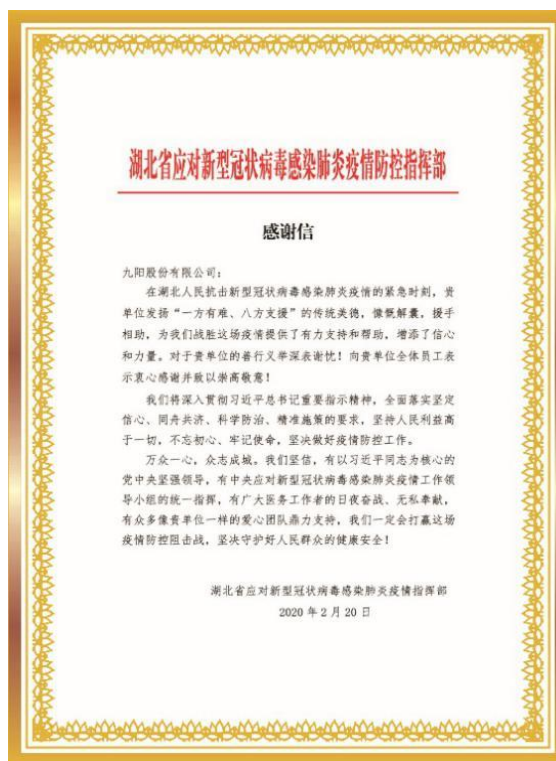 湖北省应对新型冠状病毒感染肺炎疫情防控指挥部
感谢信
九阳股份有限公司：
在湖北人民抗击新型冠状病毒感染肺炎疫情的紧急时刻，贵
单位发扬“一方有难、八方支援”的传统美德，慷慨解囊，援手
相助，为我们战胜这场疫情提供了有力支持和帮助，增添了信心
和力量。对于贵单位的善行义举深表谢忱！向贵单位全体员工表
示衷心感谢并致以崇高敬意！
我们将深入贯彻习近平总书记重要指示精神，全面落实坚定
信心、同舟共济、科学防治、精准施策的要求，坚持人民利益高
于一切，不忘初心、牢记使命，坚决做好疫情防控工作。
万众一心，众志成城。我们坚信，有以习近平同志为核心的
党中央坚强领导，有中央应对新型冠状病毒感染肺炎疫情工作领
导小组的统一指挥，有广大医务工作者的日夜奋战、无私奉献，
有众多像贵单位一样的爱心团队鼎力支持，我们一定会打赢这场
疫情防控阻击战，坚决守护好人民群众的健康安全！
湖北省应对新型冠状病毒感染肺炎疫情指挥部
2020 年 2 月 20 日